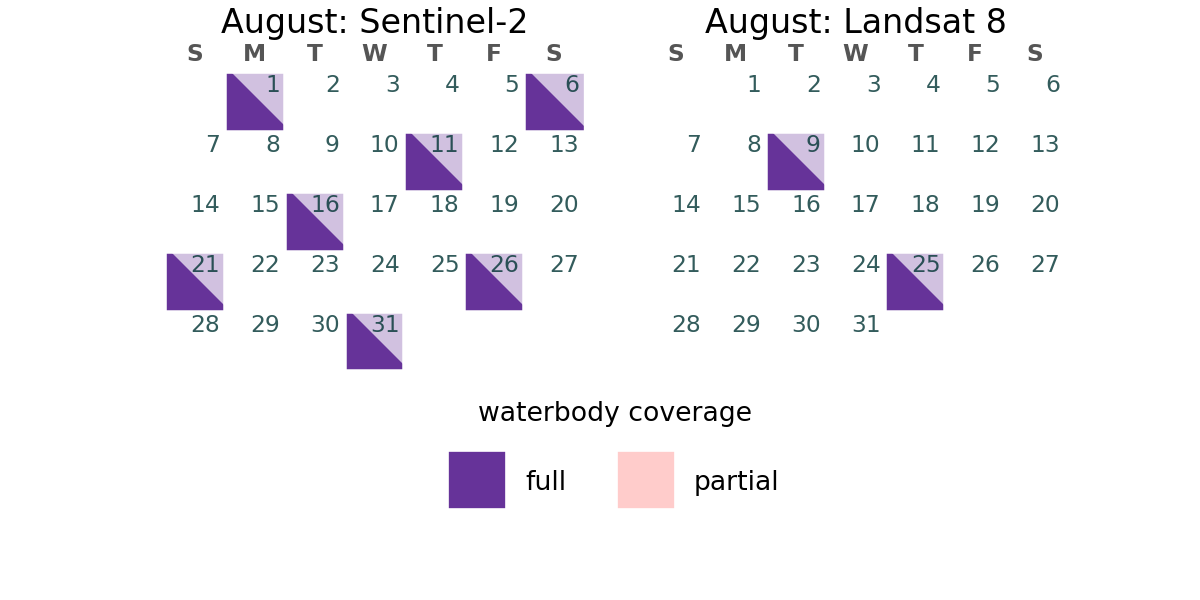 August: Sentinel-2
S M T W T F S
1 2 3 4 5 6
7 8 9 10 11 12 13
14 15 16 17 18 19 20
21 22 23 24 25 26 27
28 29 30 31
August: Landsat 8
S M T W T F S
1 2 3 4 5 6
7 8 9 10 11 12 13
14 15 16 17 18 19 20
21 22 23 24 25 26 27
28 29 30 31
waterbody coverage
full partial